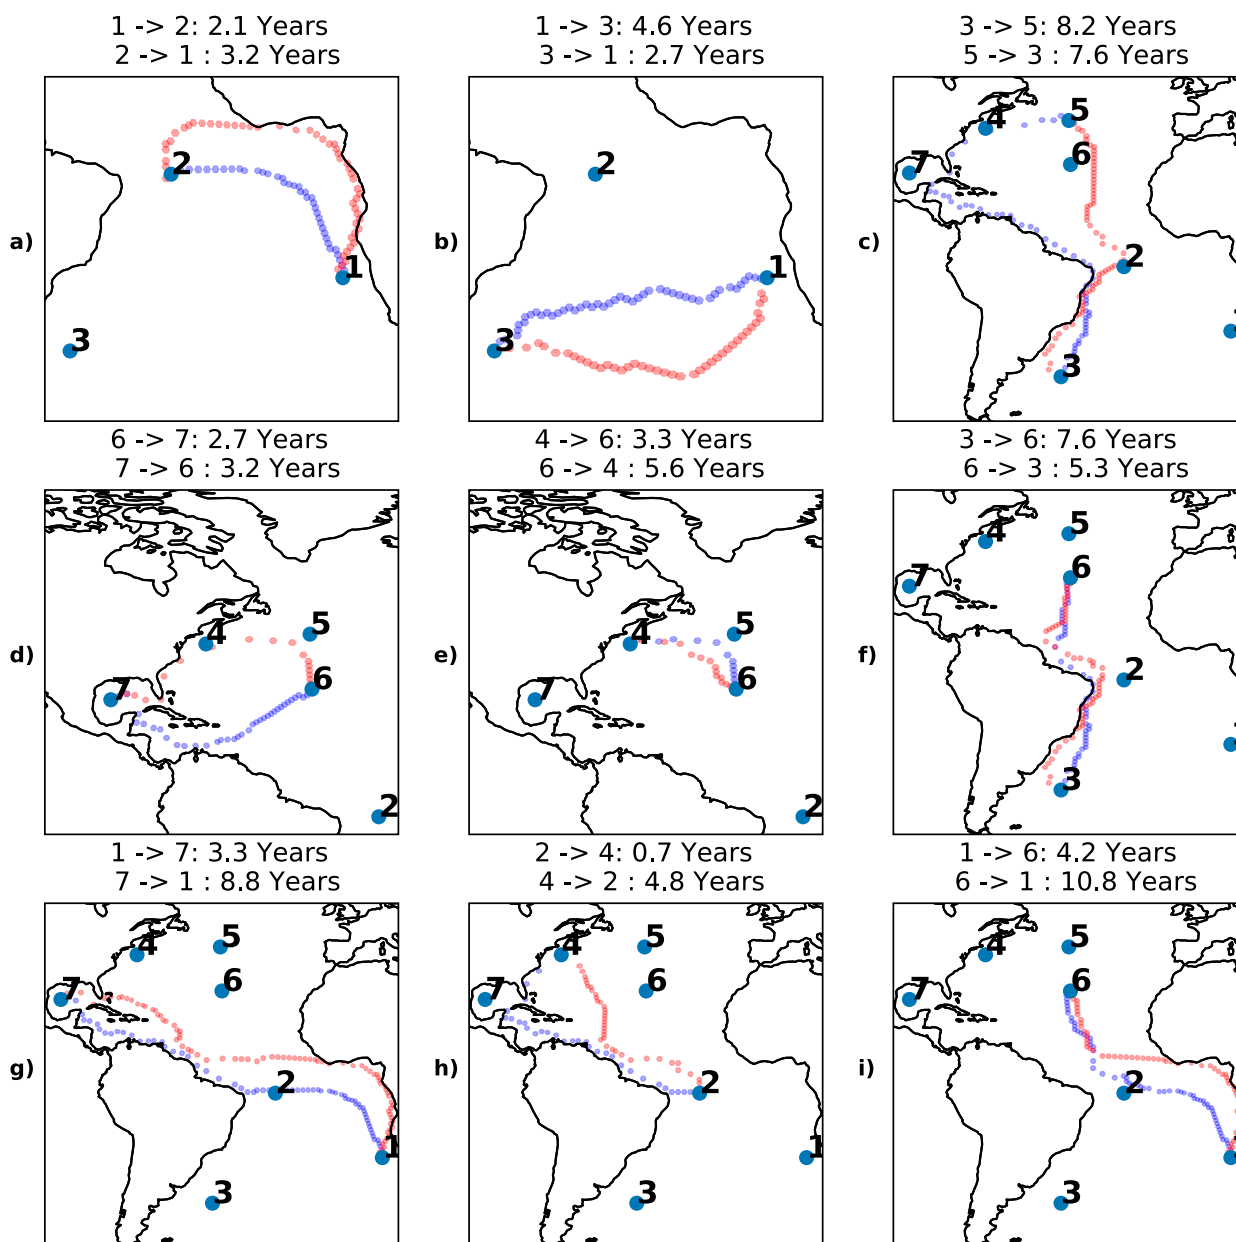 1 -> 2: 2.1 Years
2 -> 1 : 3.2 Years
1 -> 3: 4.6 Years
3 -> 1 : 2.7 Years
3 -> 5: 8.2 Years
5 -> 3 : 7.6 Years
a)
2
1
3
b)
2
1
3
c)
4
5
6
7
2
3
6 -> 7: 2.7 Years
7 -> 6 : 3.2 Years
4 -> 6: 3.3 Years
6 -> 4 : 5.6 Years
3 -> 6: 7.6 Years
6 -> 3 : 5.3 Years
d)
5
4
6
7
2
e)
5
4
6
7
2
f)
5
4
6
7
2
3
1 -> 7: 3.3 Years
7 -> 1 : 8.8 Years
2 -> 4: 0.7 Years
4 -> 2 : 4.8 Years
1 -> 6: 4.2 Years
6 -> 1 : 10.8 Years
g)
5
4
6
7
2
1
3
h)
5
4
6
7
2
1
3
i)
5
4
6
7
2
3